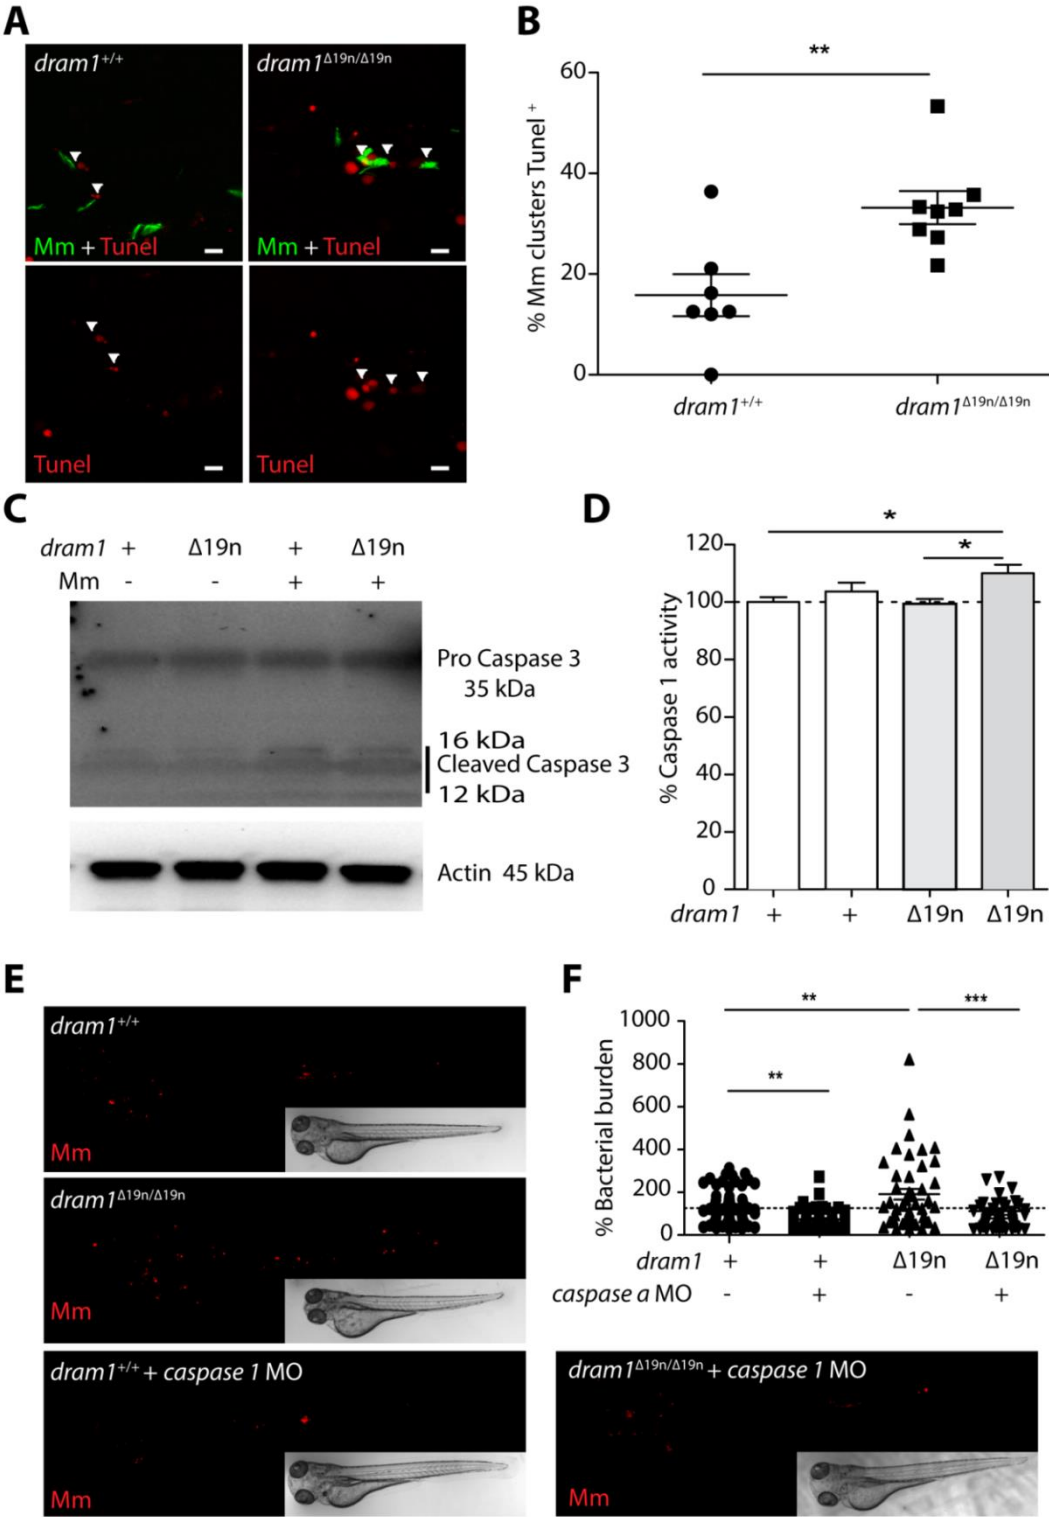 A
dram1+/+
dram1Δ19n/Δ19n
Mm + Tunel
Mm + Tunel
Tunel
Tunel
B
**
% Mm clusters Tunel +
60
40
20
0
dram1+/+
dram1Δ19n/Δ19n
C
dram1 + Δ19n + Δ19n
Mm - - + +
Pro Caspase 3
35 kDa
16 kDa
Cleaved Caspase 3
12 kDa
Actin 45 kDa
D
*
*
% Caspase 1 activity
120
100
80
60
40
20
0
dram1 + + Δ19n Δ19n
E
dram1+/+
Mm
dram1Δ19n/Δ19n
Mm
dram1+/+ + caspase 1 MO
Mm
F
** ***
**
% Bacterial burden
1000
800
600
400
200
0
dram1 + + Δ19n Δ19n
caspase a MO - + - +
dram1Δ19n/Δ19n + caspase 1 MO
Mm